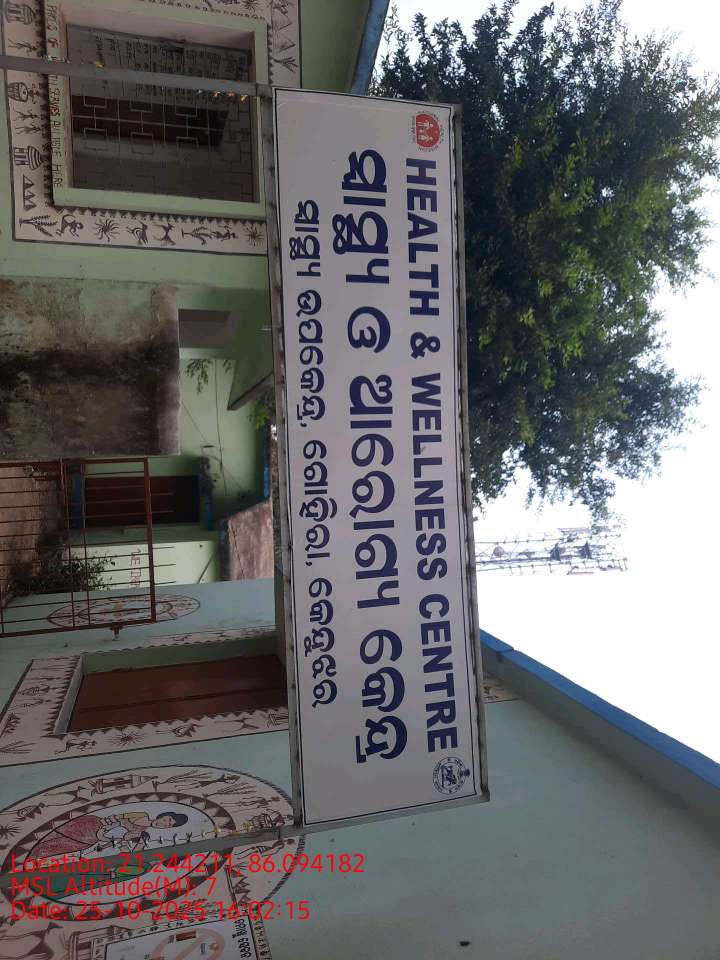 HEALTH & WELLNESS CENTRE
ସ୍ୱାସ୍ଥ୍ୟ ଓ ଆରୋଗ୍ୟ କେନ୍ଦ୍ର
ସ୍ୱାସ୍ଥ୍ୟ ଉପକେନ୍ଦ୍ର,
Location: 21.244211, 86.094182
MSL Altitude(M): 7
Date: 25-10-2025 16:02:15